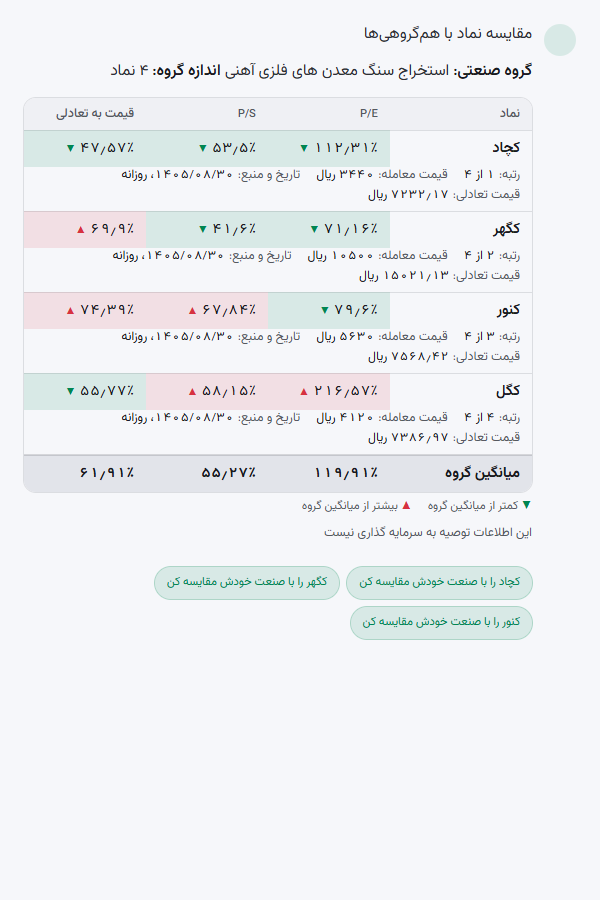 مقایسه نماد با هم‌گروهی‌ها
گروه صنعتی: استخراج سنگ معدن های فلزی آهنی اندازه گروه: ۴ نماد
نماد P/E P/S قیمت به تعادلی
کچاد ۱۱۲٫۳۱٪ ▼ ۵۳٫۵٪ ▼ ۴۷٫۵۷٪ ▼
رتبه: ۱ از ۴ قیمت معامله: ۳۴۴۰ ریال تاریخ و منبع: ۱۴۰۵/۰۸/۳۰، روزانه
قیمت تعادلی: ۷۲۳۲٫۱۷ ریال
کگهر ۷۱٫۱۶٪ ▼ ۴۱٫۶٪ ▼ ۶۹٫۹٪ ▲
رتبه: ۲ از ۴ قیمت معامله: ۱۰۵۰۰ ریال تاریخ و منبع: ۱۴۰۵/۰۸/۳۰، روزانه
قیمت تعادلی: ۱۵۰۲۱٫۱۳ ریال
کنور ۷۹٫۶٪ ▼ ۶۷٫۸۴٪ ▲ ۷۴٫۳۹٪ ▲
رتبه: ۳ از ۴ قیمت معامله: ۵۶۳۰ ریال تاریخ و منبع: ۱۴۰۵/۰۸/۳۰، روزانه
قیمت تعادلی: ۷۵۶۸٫۴۲ ریال
کگل ۲۱۶٫۵۷٪ ▲ ۵۸٫۱۵٪ ▲ ۵۵٫۷۷٪ ▼
رتبه: ۴ از ۴ قیمت معامله: ۴۱۲۰ ریال تاریخ و منبع: ۱۴۰۵/۰۸/۳۰، روزانه
قیمت تعادلی: ۷۳۸۶٫۹۷ ریال
میانگین گروه ۱۱۹٫۹۱٪ ۵۵٫۲۷٪ ۶۱٫۹۱٪
▼ کمتر از میانگین گروه ▲ بیشتر از میانگین گروه
این اطلاعات توصیه به سرمایه گذاری نیست
کچاد را با صنعت خودش مقایسه کن
کگهر را با صنعت خودش مقایسه کن
کنور را با صنعت خودش مقایسه کن